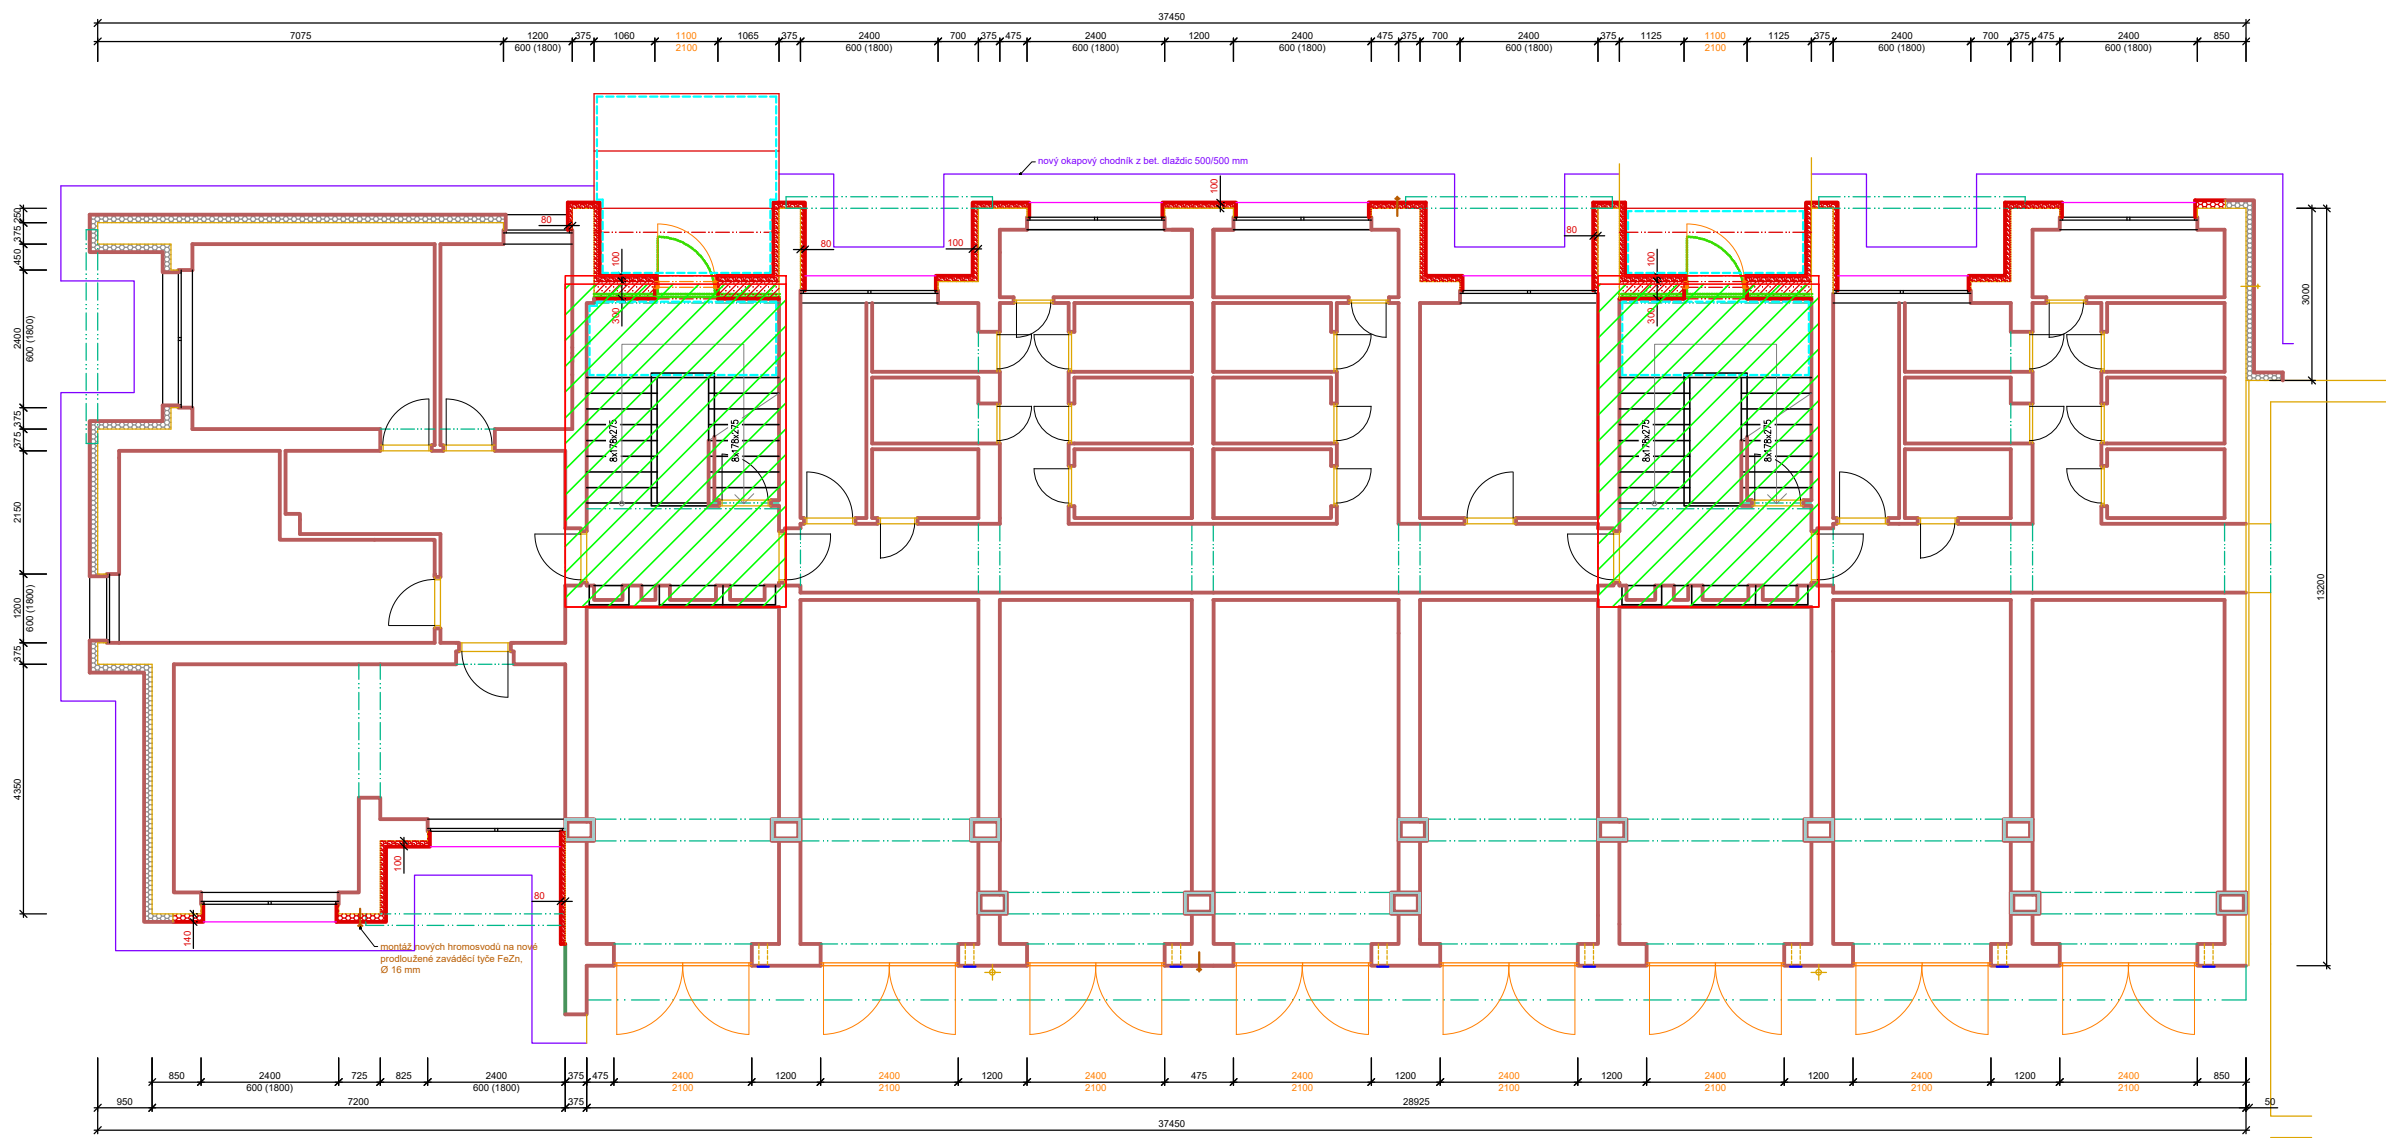 37450
7075 1200 375 1060 1100 1065 375 2400 700 375 475 2400 1200 2400 475 375 700 2400 375 1125 1100 1125 375 2400 700 375 475 2400 850
600 (1800) 2100 600 (1800) 600 (1800) 600 (1800) 600 (1800) 2100 600 (1800) 600 (1800)
nový okapový chodník z bet. dlaždic 500/500 mm
100
80
80
100
80
100
100
300
300
250
375
450
2400
600 (1800)
375
375
2150
1200
600 (1800)
375
4350
8x178x275
8x178x275
8x178x275
8x178x275
3000
13200
100
80
140
montáž nových hromosvodů na nové
prodloužené zaváděcí tyče FeZn,
Ø 16 mm
850 2400 725 825 2400 375 475 2400 1200 2400 1200 2400 475 2400 1200 2400 1200 2400 1200 2400 1200 2400 850
600 (1800) 600 (1800) 2100 2100 2100 2100 2100 2100 2100 2100
950 7200 375 28925 50
37450